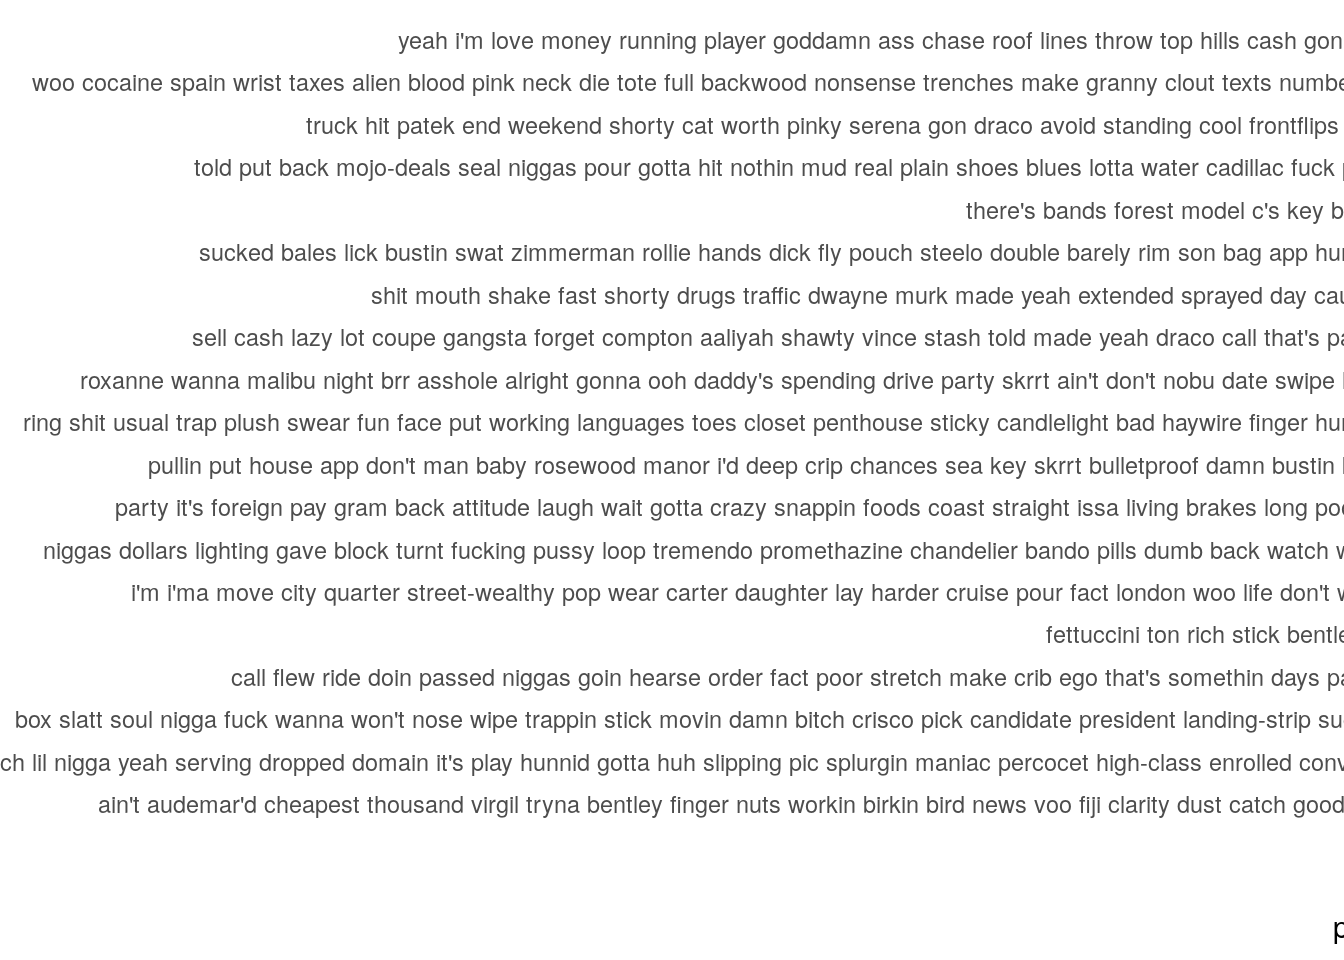 yeah i'm love money running player goddamn ass chase roof lines throw top hills cash gon
woo cocaine spain wrist taxes alien blood pink neck die tote full backwood nonsense trenches make granny clout texts numbe
truck hit patek end weekend shorty cat worth pinky serena gon draco avoid standing cool frontflips
told put back mojo-deals seal niggas pour gotta hit nothin mud real plain shoes blues lotta water cadillac fuck p
there's bands forest model c's key b
sucked bales lick bustin swat zimmerman rollie hands dick fly pouch steelo double barely rim son bag app hun
shit mouth shake fast shorty drugs traffic dwayne murk made yeah extended sprayed day cau
sell cash lazy lot coupe gangsta forget compton aaliyah shawty vince stash told made yeah draco call that's pa
roxanne wanna malibu night brr asshole alright gonna ooh daddy's spending drive party skrrt ain't don't nobu date swipe
ring shit usual trap plush swear fun face put working languages toes closet penthouse sticky candlelight bad haywire finger hun
pullin put house app don't man baby rosewood manor i'd deep crip chances sea key skrrt bulletproof damn bustin
party it's foreign pay gram back attitude laugh wait gotta crazy snappin foods coast straight issa living brakes long po
niggas dollars lighting gave block turnt fucking pussy loop tremendo promethazine chandelier bando pills dumb back watch w
i'm i'ma move city quarter street-wealthy pop wear carter daughter lay harder cruise pour fact london woo life don't w
fettuccini ton rich stick bentle
call flew ride doin passed niggas goin hearse order fact poor stretch make crib ego that's somethin days pa
box slatt soul nigga fuck wanna won't nose wipe trappin stick movin damn bitch crisco pick candidate president landing-strip su
ch lil nigga yeah serving dropped domain it's play hunnid gotta huh slipping pic splurgin maniac percocet high-class enrolled conv
ain't audemar'd cheapest thousand virgil tryna bentley finger nuts workin birkin bird news voo fiji clarity dust catch good
p